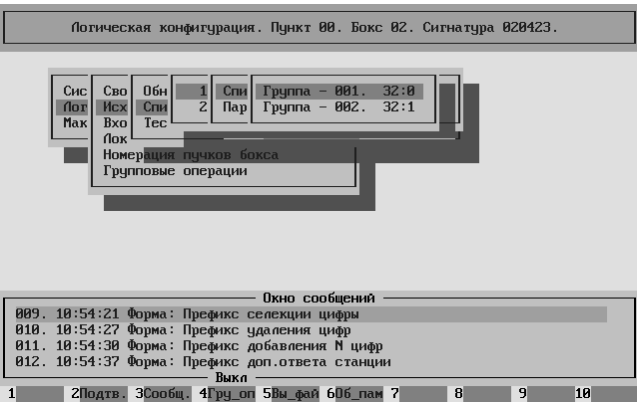 Логическая конфигурация. Пункт 00. Бокс 02. Сигнатура 020423.
Сис Сво Обн 1 Спи Группа - 001. 32:0
Лог Исх Спи 2 Пар Группа - 002. 32:1
Мак Вхо Тес
Лок
Номерация пучков бокса
Групповые операции
Окно сообщений
009. 10:54:21 Форма: Префикс селекции цифры
010. 10:54:27 Форма: Префикс удаления цифр
011. 10:54:30 Форма: Префикс добавления N цифр
012. 10:54:37 Форма: Префикс доп.ответа станции
Выкл
1 2Подтв. 3Сообщ. 4Гру_оп 5Вы_фай 6Об_пам 7 8 9 10